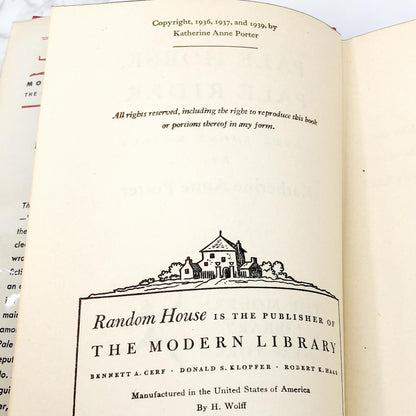 Copyright, 1936, 1937, and 1939, by
Katherine Anne Porter
All rights reserved, including the right to reproduce this book
or portions thereof in any form.
Random House IS THE PUBLISHER OF
THE MODERN LIBRARY
BENNETT A. CERF · DONALD S. KLOPFER · ROBERT K. HAAS
Manufactured in the United States of America
By H. Wolff